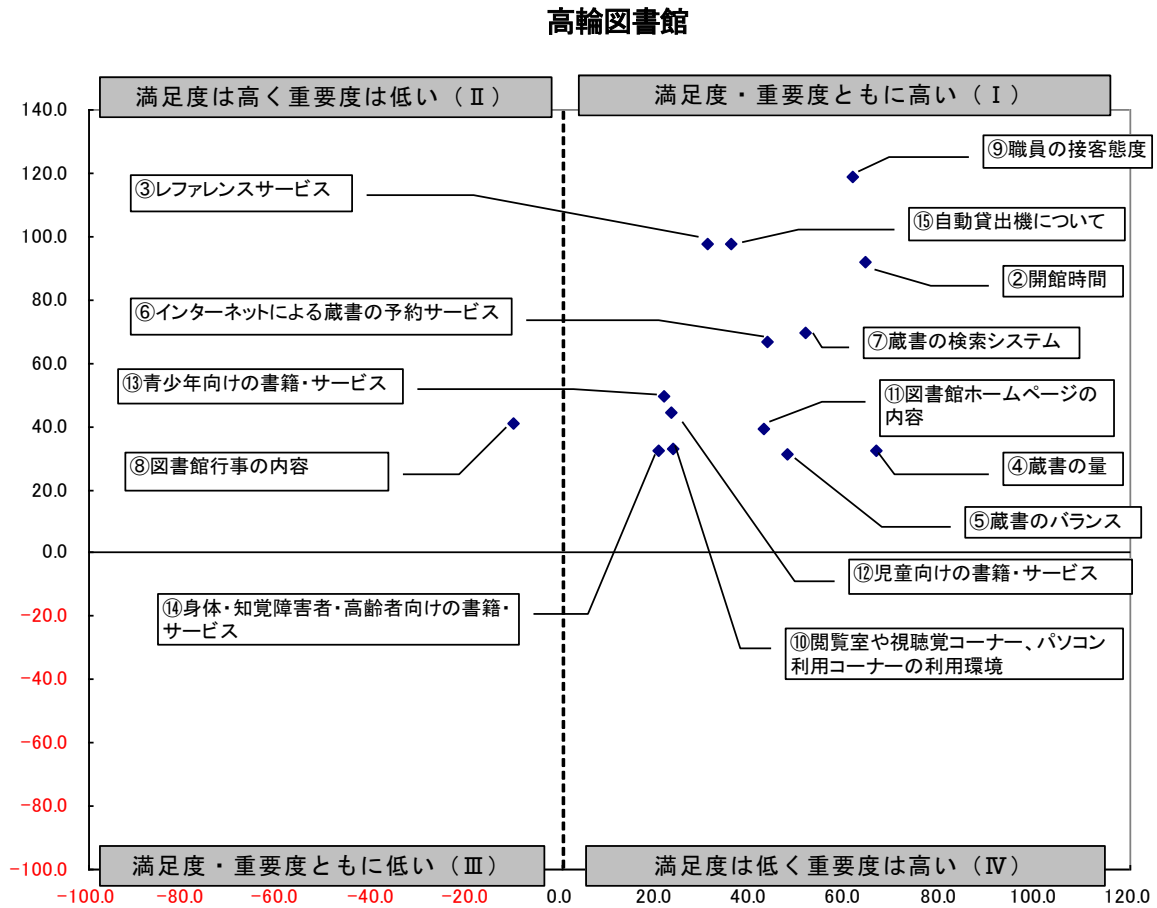 高輪図書館
満足度は高く重要度は低い（Ⅱ）
満足度・重要度ともに高い（Ⅰ）
140.0
120.0
100.0
80.0
60.0
40.0
20.0
0.0
-20.0
-40.0
-60.0
-80.0
-100.0
⑨職員の接客態度
③レファレンスサービス
⑮自動貸出機について
②開館時間
⑥インターネットによる蔵書の予約サービス
⑦蔵書の検索システム
⑬青少年向けの書籍・サービス
⑪図書館ホームページの
内容
⑧図書館行事の内容
④蔵書の量
⑤蔵書のバランス
⑫児童向けの書籍・サービス
⑭身体・知覚障害者・高齢者向けの書籍・
サービス
⑩閲覧室や視聴覚コーナー、パソコン
利用コーナーの利用環境
満足度・重要度ともに低い（Ⅲ）
満足度は低く重要度は高い（Ⅳ）
-100.0
-80.0
-60.0
-40.0
-20.0
0.0
20.0
40.0
60.0
80.0
100.0
120.0